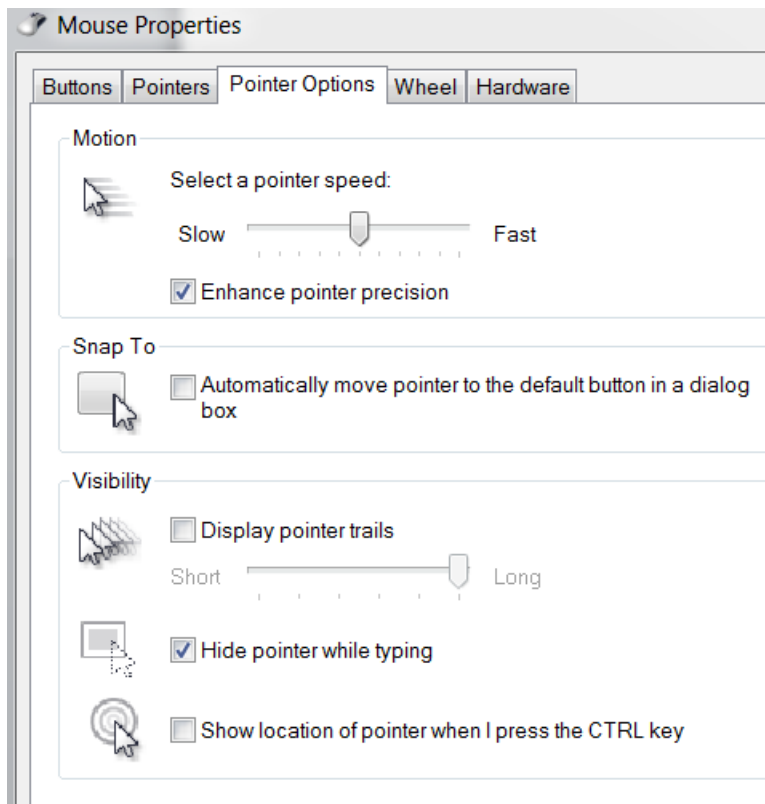 Mouse Properties
Buttons Pointers Pointer Options Wheel Hardware
Motion
Select a pointer speed:
Slow Fast
Enhance pointer precision
Snap To
Automatically move pointer to the default button in a dialog
box
Visibility
Display pointer trails
Short Long
Hide pointer while typing
Show location of pointer when I press the CTRL key